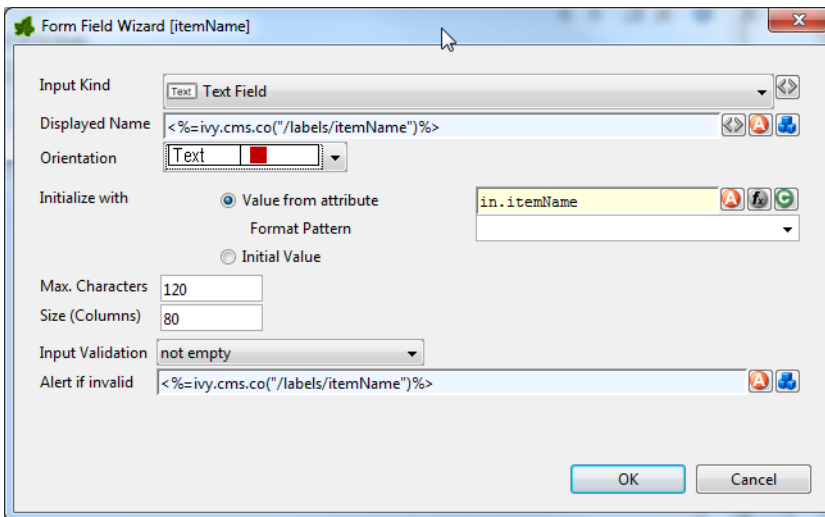 Form Field Wizard [itemName]
Input Kind Text Text Field
Displayed Name <%=ivy.cms.co("/labels/itemName")%>
Orientation Text
Initialize with Value from attribute in.itemName
Format Pattern
Initial Value
Max. Characters 120
Size (Columns) 80
Input Validation not empty
Alert if invalid <%=ivy.cms.co("/labels/itemName")%>
OK Cancel